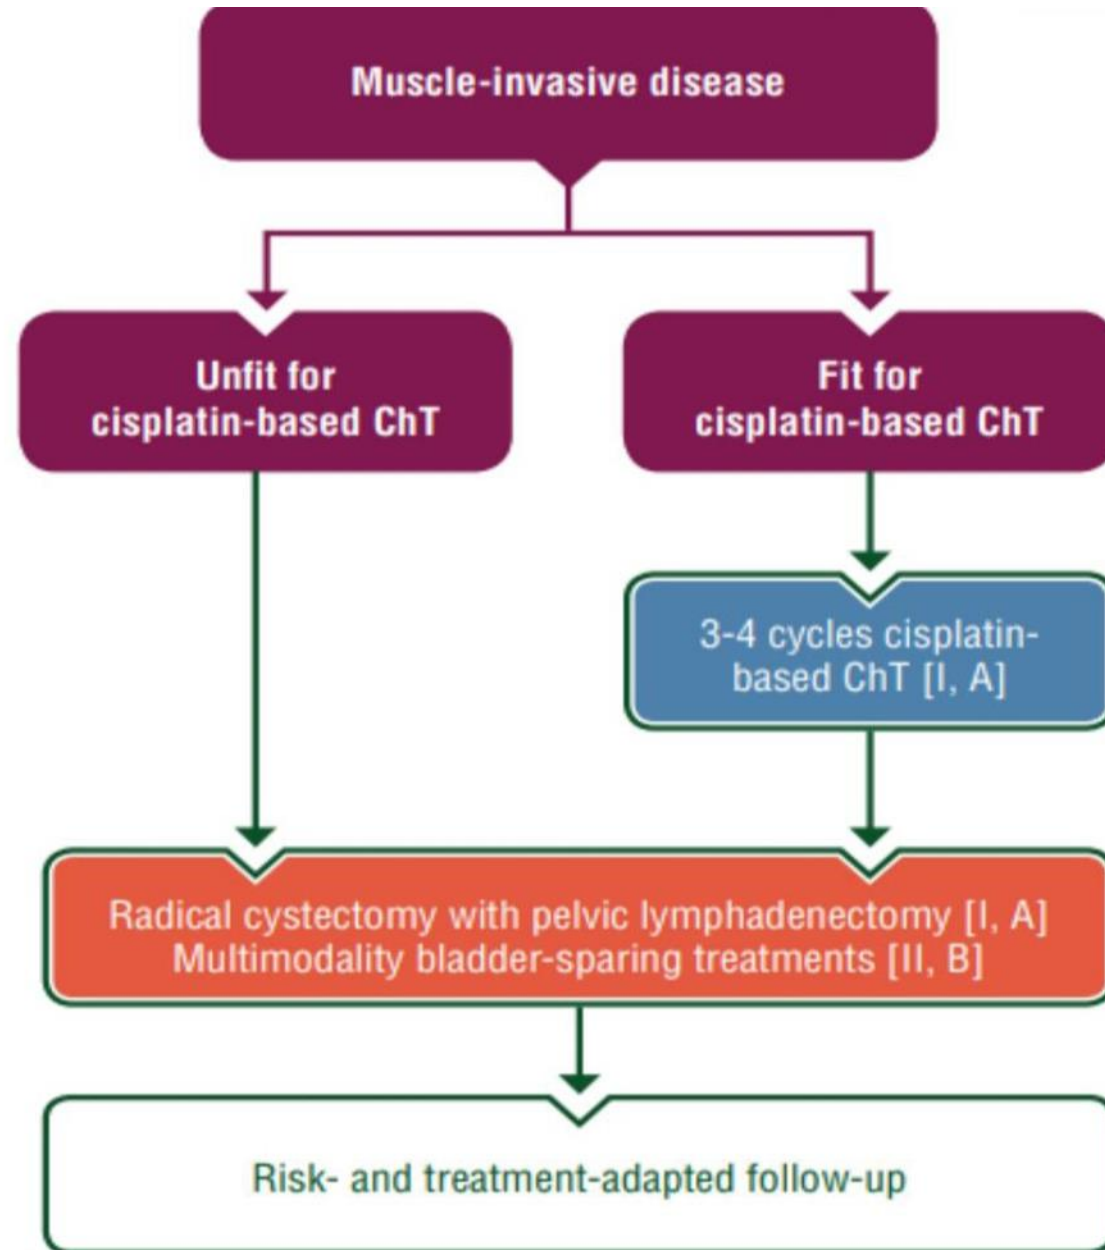 Muscle-invasive disease
Unfit for
cisplatin-based ChT
Fit for
cisplatin-based ChT
3-4 cycles cisplatin-
based ChT [I, A]
Radical cystectomy with pelvic lymphadenectomy [I, A]
Multimodality bladder-sparing treatments [II, B]
Risk- and treatment-adapted follow-up